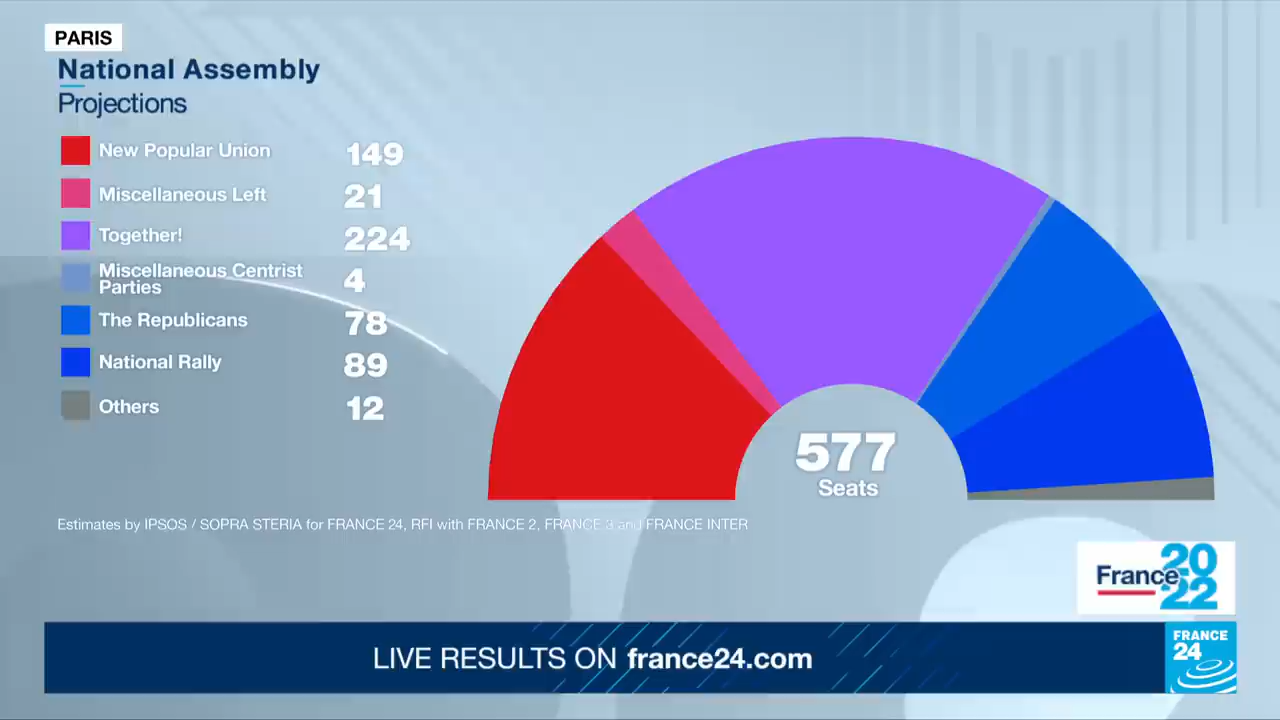 PARIS
National Assembly
Projections
New Popular Union 149
Miscellaneous Left 21
Together! 224
Miscellaneous Centrist
Parties 4
The Republicans 78
National Rally 89
Others 12
577
Seats
Estimates by IPSOS / SOPRA STERIA for FRANCE 24, RFI with FRANCE 2, FRANCE 3 and FRANCE INTER
France 20
22
LIVE RESULTS ON france24.com
FRANCE
24